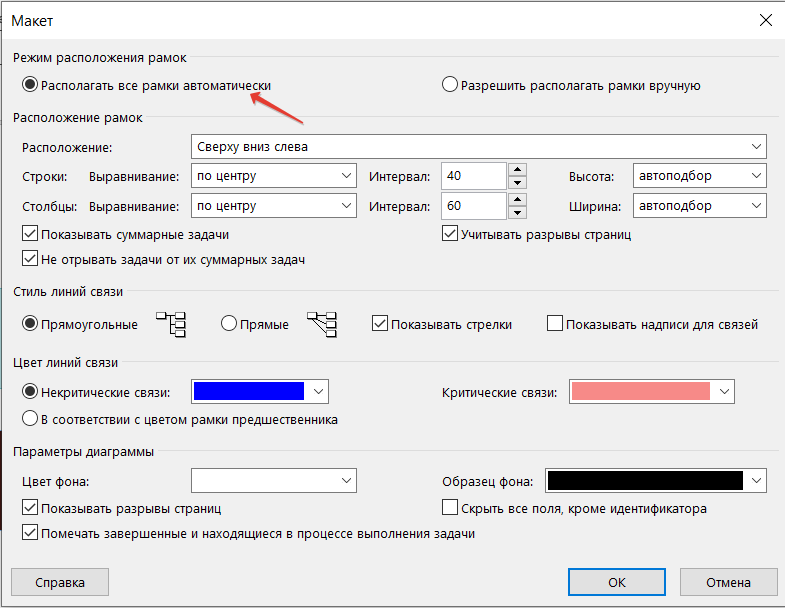 Макет
Режим расположения рамок
Располагать все рамки автоматически Разрешить располагать рамки вручную
Расположение рамок
Расположение: Сверху вниз слева
Строки: Выравнивание: по центру Интервал: 40 Высота: автоподбор
Столбцы: Выравнивание: по центру Интервал: 60 Ширина: автоподбор
Показывать суммарные задачи Учитывать разрывы страниц
Не отрывать задачи от их суммарных задач
Стиль линий связи
Прямоугольные Прямые Показывать стрелки Показывать надписи для связей
Цвет линий связи
Некритические связи: Критические связи:
В соответствии с цветом рамки предшественника
Параметры диаграммы
Цвет фона: Образец фона:
Показывать разрывы страниц Скрыть все поля, кроме идентификатора
Помечать завершенные и находящиеся в процессе выполнения задачи
Справка ОК Отмена